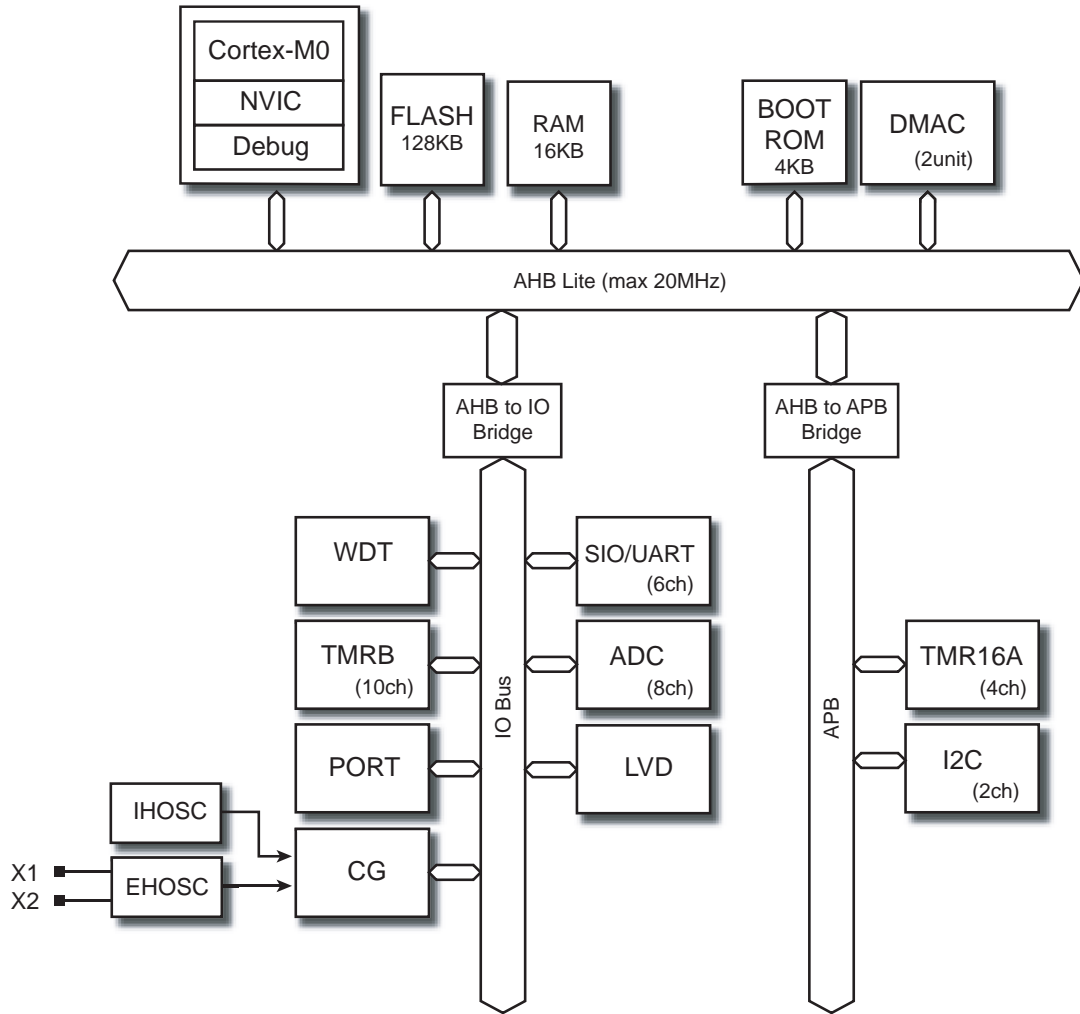 Cortex-M0
NVIC
Debug
FLASH
128KB
RAM
16KB
BOOT
ROM
4KB
DMAC
(2unit)
AHB Lite (max 20MHz)
AHB to IO
Bridge
AHB to APB
Bridge
WDT
SIO/UART
(6ch)
TMRB
(10ch)
ADC
(8ch)
IO Bus
APB
TMR16A
(4ch)
PORT
LVD
I2C
(2ch)
IHOSC
CG
X1
X2
EHOSC